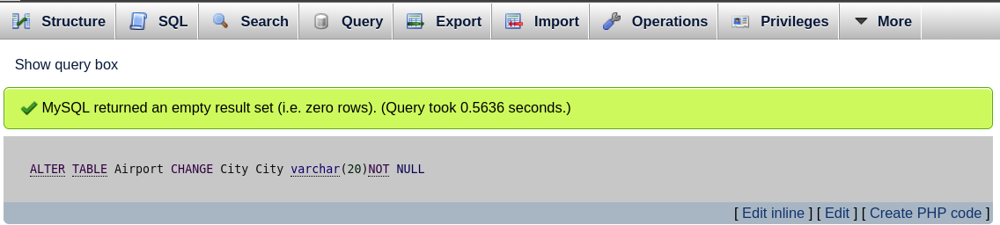 Structure SQL Search Query Export Import Operations Privileges More
Show query box
MySQL returned an empty result set (i.e. zero rows). (Query took 0.5636 seconds.)
ALTER TABLE Airport CHANGE City City varchar(20)NOT NULL
[ Edit inline ] [ Edit ] [ Create PHP code ]